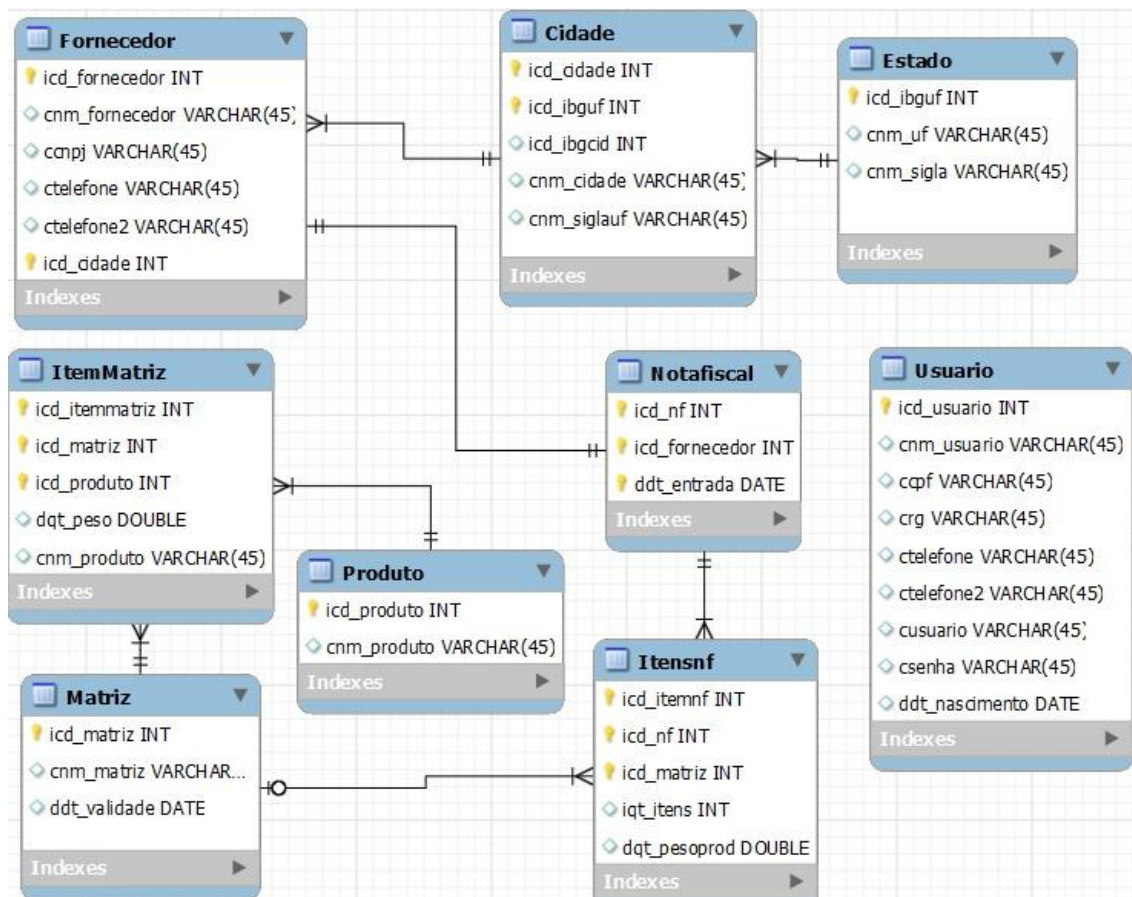 Fornecedor
icd_fornecedor INT
cnm_fornecedor VARCHAR(45)
ccnpj VARCHAR(45)
ctelefone VARCHAR(45)
ctelefone2 VARCHAR(45)
icd_cidade INT
Indexes
Cidade
icd_cidade INT
icd_ibguf INT
icd_ibgcid INT
cnm_cidade VARCHAR(45)
cnm_siglauf VARCHAR(45)
Indexes
Estado
icd_ibguf INT
cnm_uf VARCHAR(45)
cnm_sigla VARCHAR(45)
Indexes
ItemMatriz
icd_itemmatriz INT
icd_matriz INT
icd_produto INT
dqt_peso DOUBLE
cnm_produto VARCHAR(45)
Indexes
Notafiscal
icd_nf INT
icd_fornecedor INT
ddt_entrada DATE
Indexes
Usuario
icd_usuario INT
cnm_usuario VARCHAR(45)
ccpf VARCHAR(45)
crg VARCHAR(45)
ctelefone VARCHAR(45)
ctelefone2 VARCHAR(45)
cusuario VARCHAR(45)
csenha VARCHAR(45)
ddt_nascimento DATE
Indexes
Produto
icd_produto INT
cnm_produto VARCHAR(45)
Indexes
Matriz
icd_matriz INT
cnm_matriz VARCHAR...
ddt_validade DATE
Indexes
Itensnf
icd_itemnf INT
icd_nf INT
icd_matriz INT
iqt_itens INT
dqt_pesoprod DOUBLE
Indexes